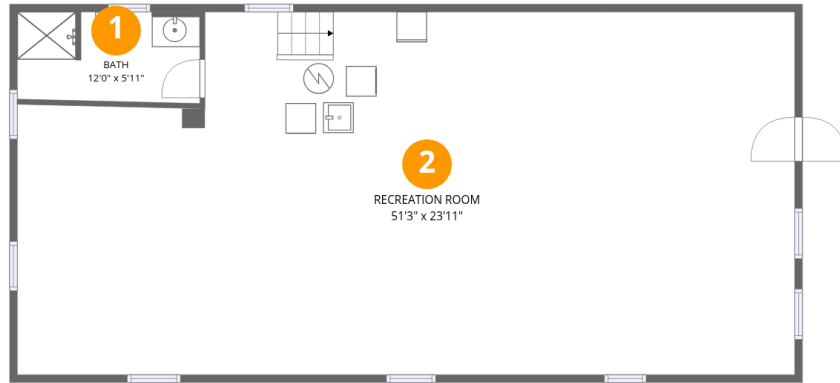 1
BATH
12'0" x 5'11"
2
RECREATION ROOM
51'3" x 23'11"